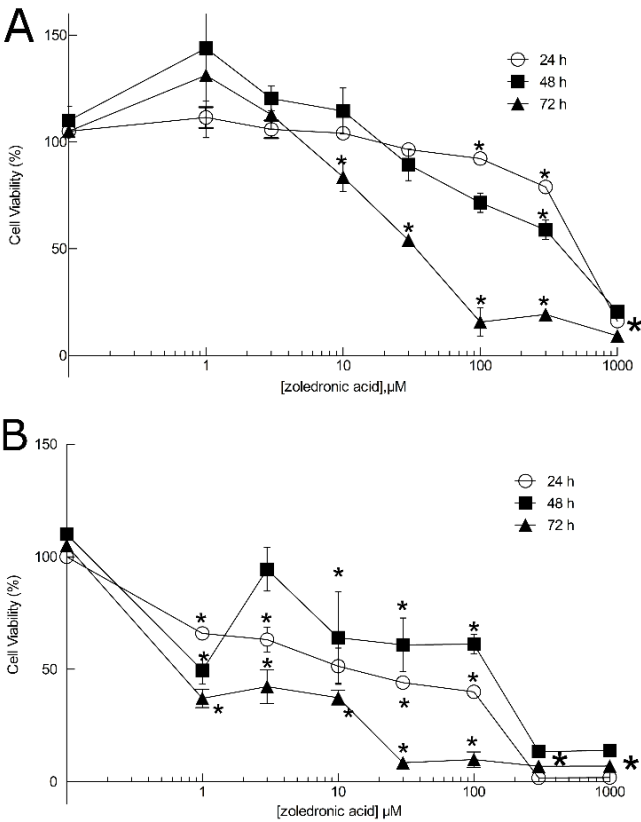 A
150
100
50
0
Cell Viability (%)
24 h
48 h
72 h
* *
* *
* *
* * *
1 10 100 1000
[zoledronic acid],µM
B
150
100
50
0
Cell Viability (%)
24 h
48 h
72 h
* * * * *
* * * *
* * * *
* *
1 10 100 1000
[zoledronic acid] µM